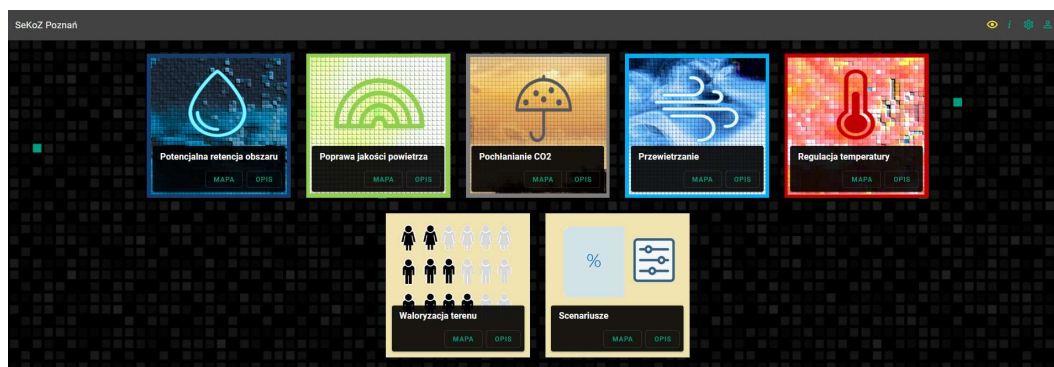 SeKoZ Poznań
i
Potencjalna retencja obszaru
MAPA OPIS
Poprawa jakości powietrza
MAPA OPIS
Pochłanianie CO2
MAPA OPIS
Przewietrzanie
MAPA OPIS
Regulacja temperatury
MAPA OPIS
%
Waloryzacja terenu
MAPA OPIS
Scenariusze
MAPA OPIS